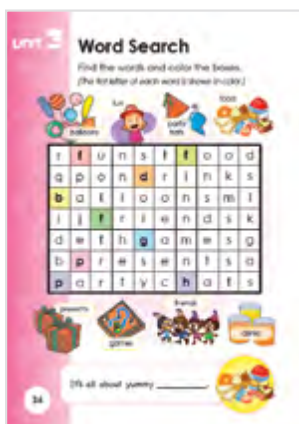 UNIT 3
Word Search
Find the words and color the boxes.
(The first letter of each word is shown in color.)
balloons
fun
party
hats
food
r f u n s t f o o d
q p o n d r i n k s
b a l l o o n s m l
i j f r i e n d s k
d e t h g a m e s g
b p r e s e n t s a
p a r t y c h a t s
presents
games
friends
drinks
It's all about yummy ________.
34